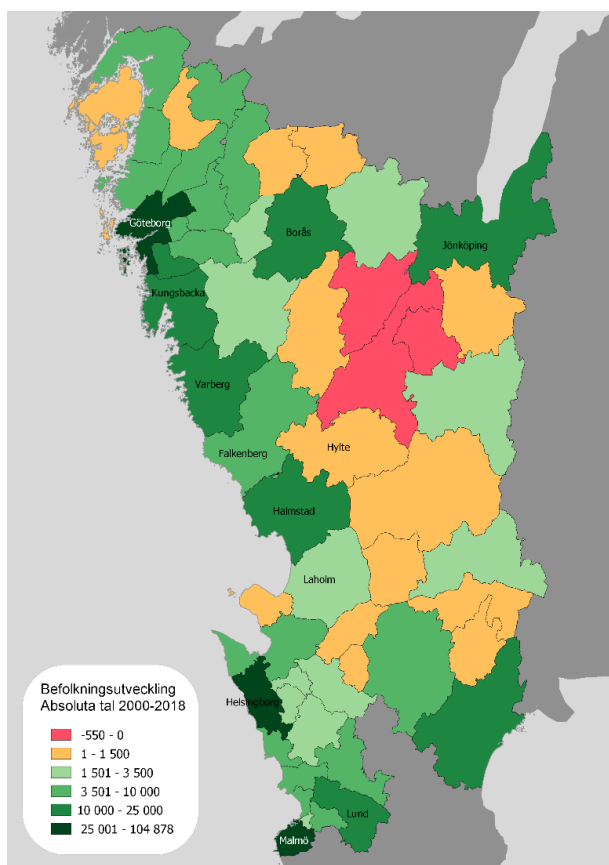 Göteborg
Borås
Jönköping
Kungsbacka
Varberg
Falkenberg
Hylte
Halmstad
Laholm
Helsingborg
Lund
Malmö
Befolkningsutveckling
Absoluta tal 2000-2018
-550 - 0
1 - 1 500
1 501 - 3 500
3 501 - 10 000
10 000 - 25 000
25 001 - 104 878